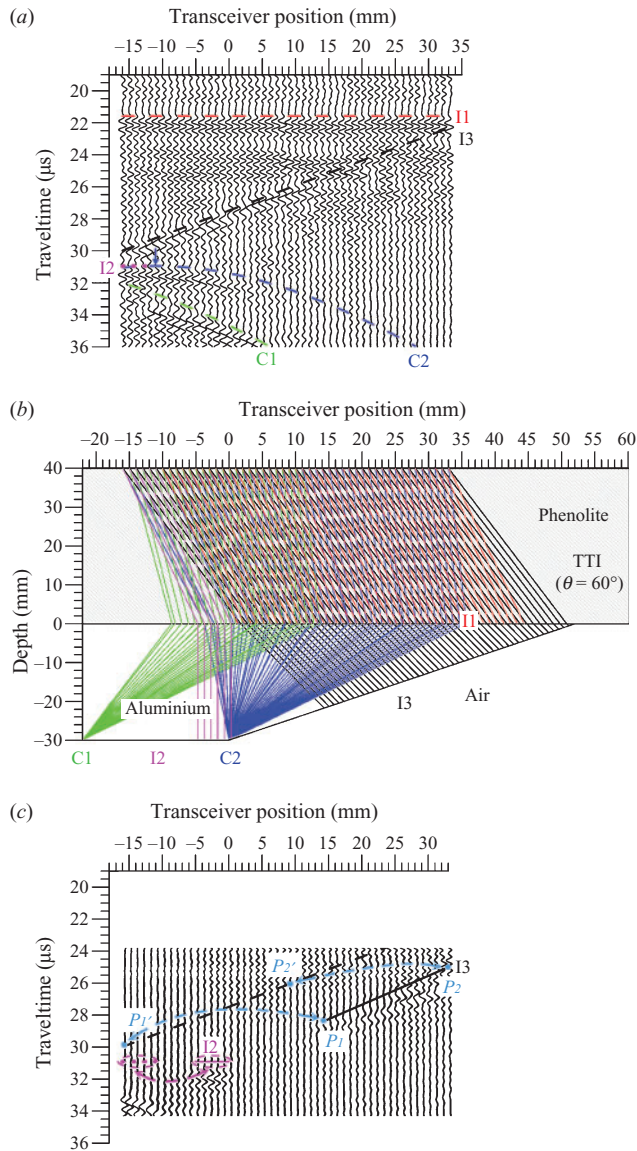 (a)
Transceiver position (mm)
−15 −10 −5 0 5 10 15 20 25 30 35
Traveltime (μs)
20
22
24
26
28
30
32
34
36
I1
I3
I2
C1
C2
(b)
Transceiver position (mm)
−20 −15 −10 −5 0 5 10 15 20 25 30 35 40 45 50 55 60
Depth (mm)
40
30
20
10
0
−10
−20
−30
Phenolite
TTI
(θ = 60°)
I1
Aluminium
I3
Air
C1
I2
C2
(c)
Transceiver position (mm)
−15 −10 −5 0 5 10 15 20 25 30
Traveltime (μs)
20
22
24
26
28
30
32
34
36
P2′
I3
P2
P1′
P1
I2